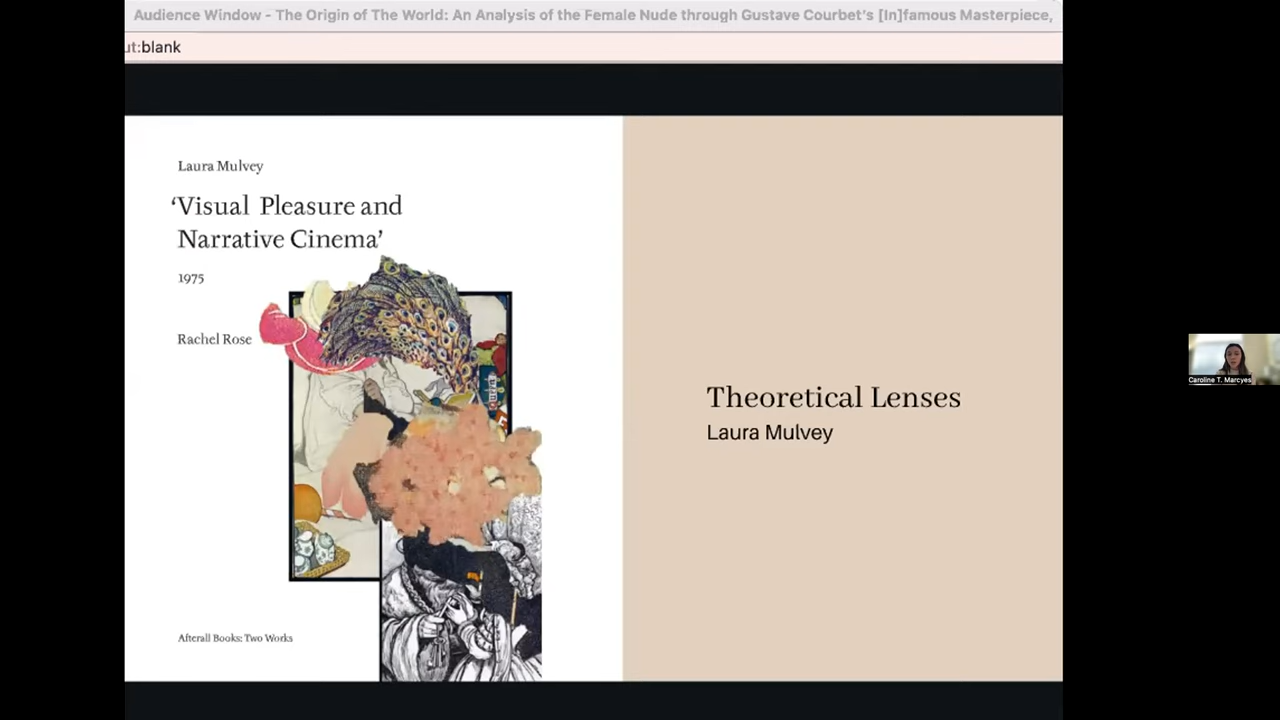 Audience Window - The Origin of The World: An Analysis of the Female Nude through Gustave Courbet's [In]famous Masterpiece,
ut:blank
Laura Mulvey
‘Visual Pleasure and
Narrative Cinema’
1975
Rachel Rose
Afterall Books: Two Works
Theoretical Lenses
Laura Mulvey
Caroline T. Marcyes